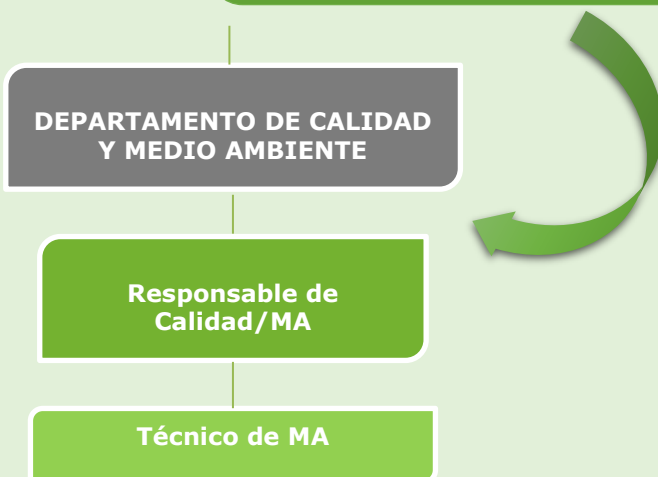 DEPARTAMENTO DE CALIDAD
Y MEDIO AMBIENTE
Responsable de
Calidad/MA
Técnico de MA